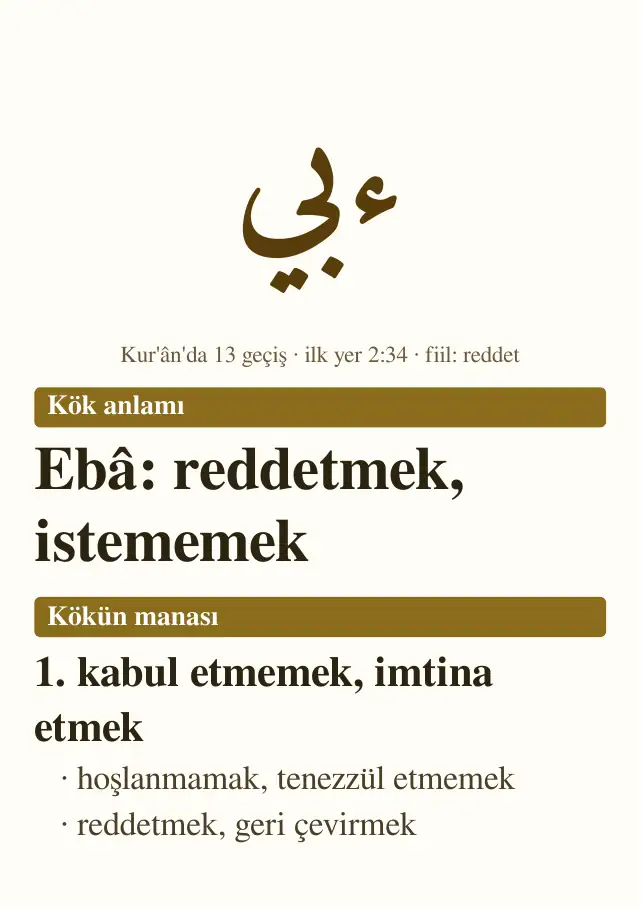 ءبي
Kur'ân'da 13 geçiş · ilk yer 2:34 · fiil: reddet
Kök anlamı
Ebâ: reddetmek,
istememek
Kökün manası
1. kabul etmemek, imtina
etmek
· hoşlanmamak, tenezzül etmemek
· reddetmek, geri çevirmek